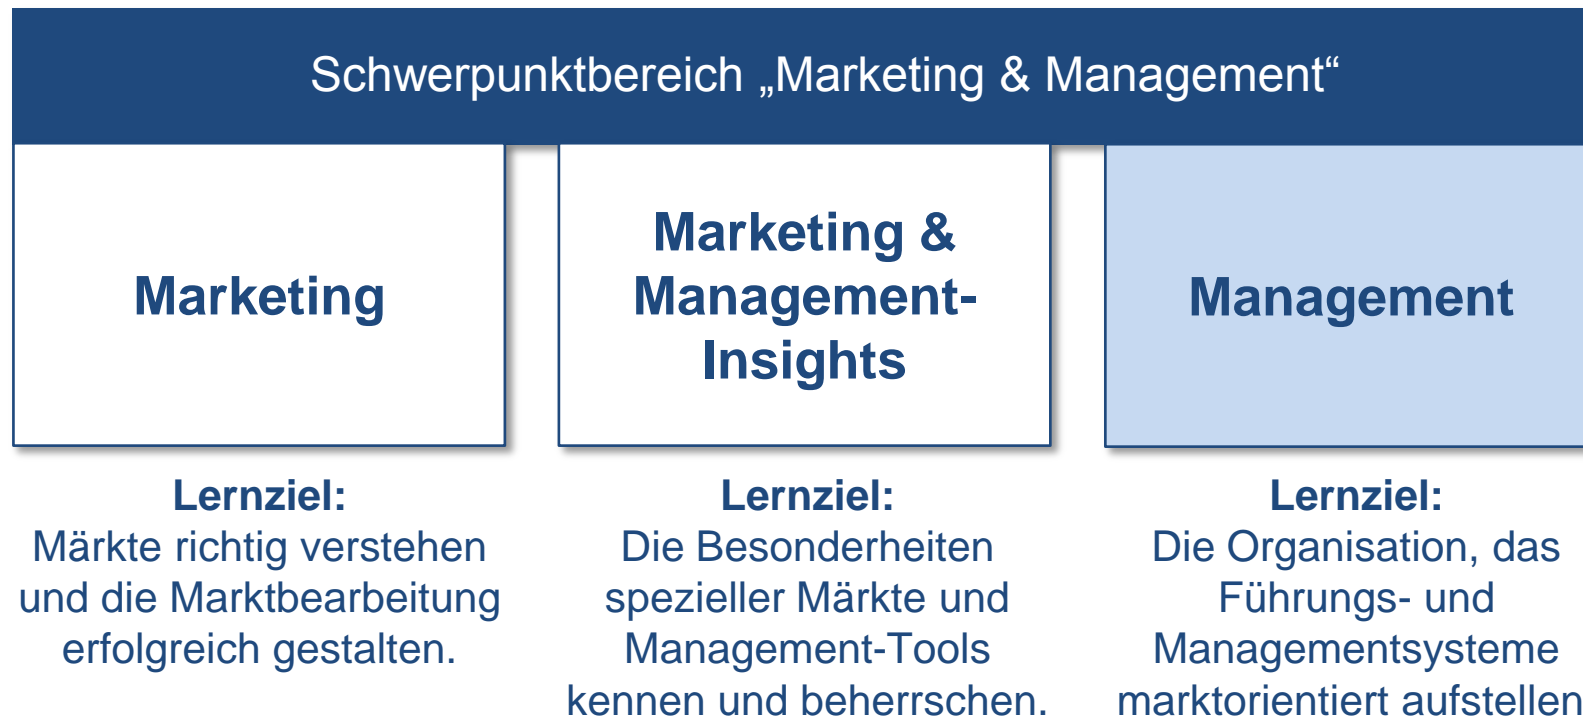 Schwerpunktbereich „Marketing & Management“
Marketing
Marketing &
Management-
Insights
Management
Lernziel:
Märkte richtig verstehen
und die Marktbearbeitung
erfolgreich gestalten.
Lernziel:
Die Besonderheiten
spezieller Märkte und
Management-Tools
kennen und beherrschen.
Lernziel:
Die Organisation, das
Führungs- und
Managementsysteme
marktorientiert aufstellen